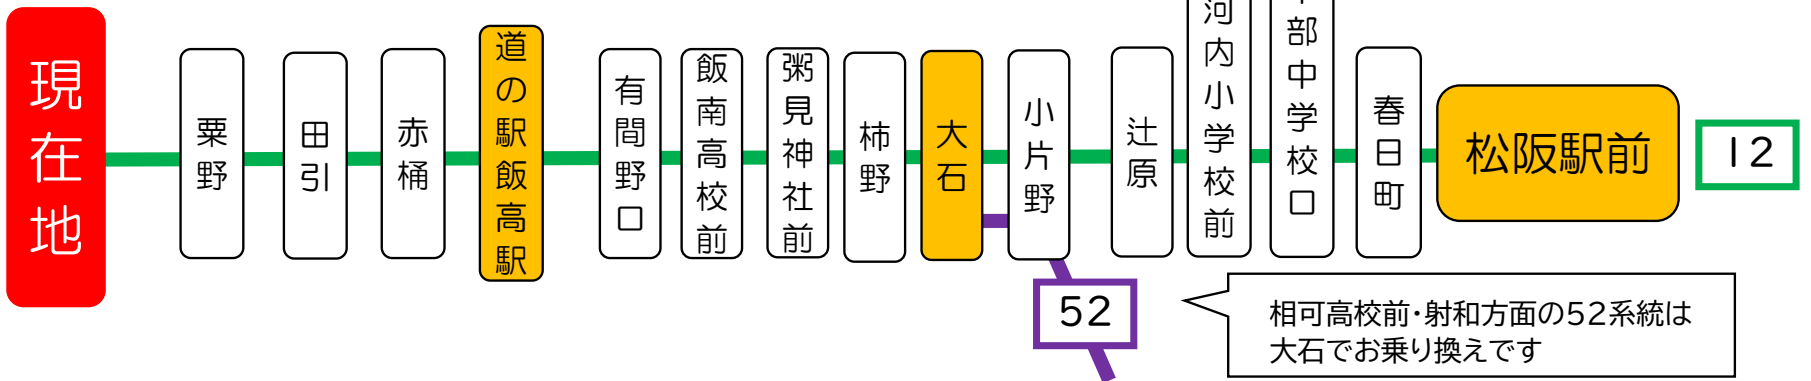 現在地
粟野
田引
赤桶
道の駅飯高駅
有間野口
飯南高校前
粥見神社前
柿野
大石
小片野
辻原
河内小学校前
部中学校口
春日町
松阪駅前
12
52
相可高校前・射和方面の52系統は
大石でお乗り換えです